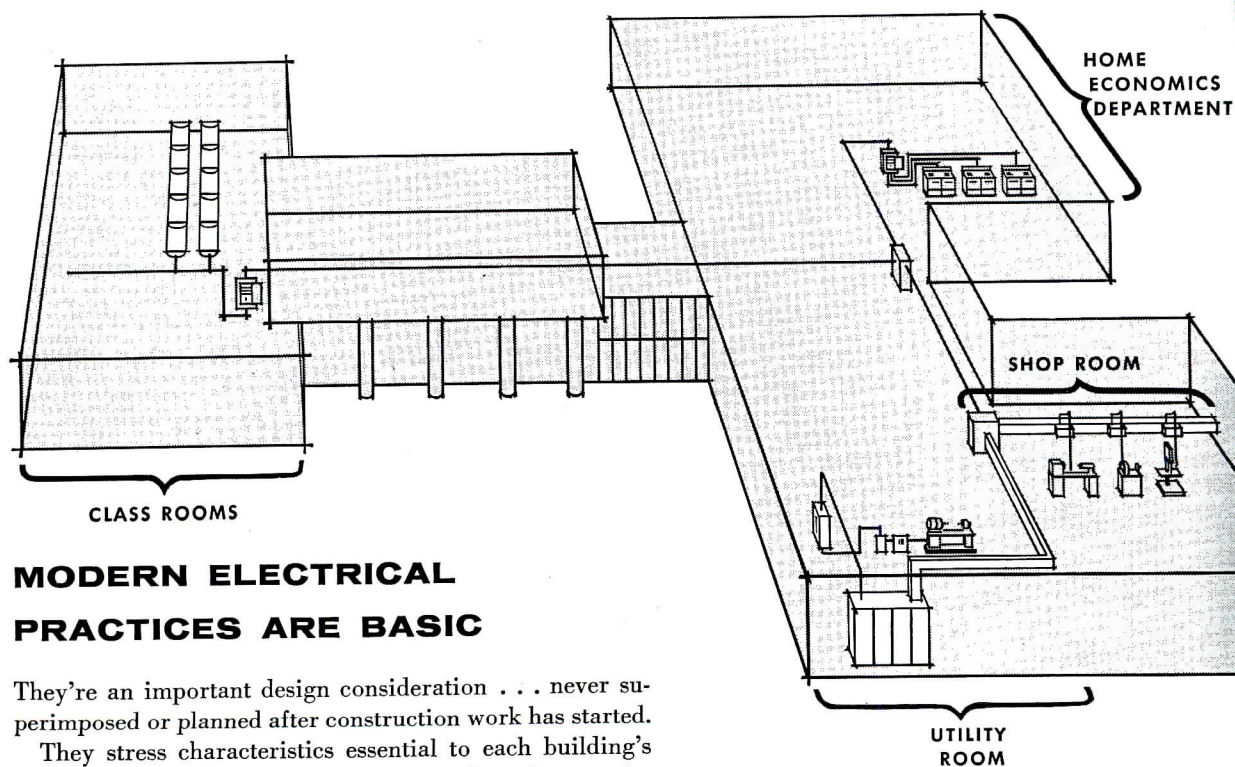 HOME
ECONOMICS
DEPARTMENT
SHOP ROOM
CLASS ROOMS
UTILITY
ROOM
MODERN ELECTRICAL
PRACTICES ARE BASIC
They're an important design consideration . . . never su-
perimposed or planned after construction work has started.
They stress characteristics essential to each building's